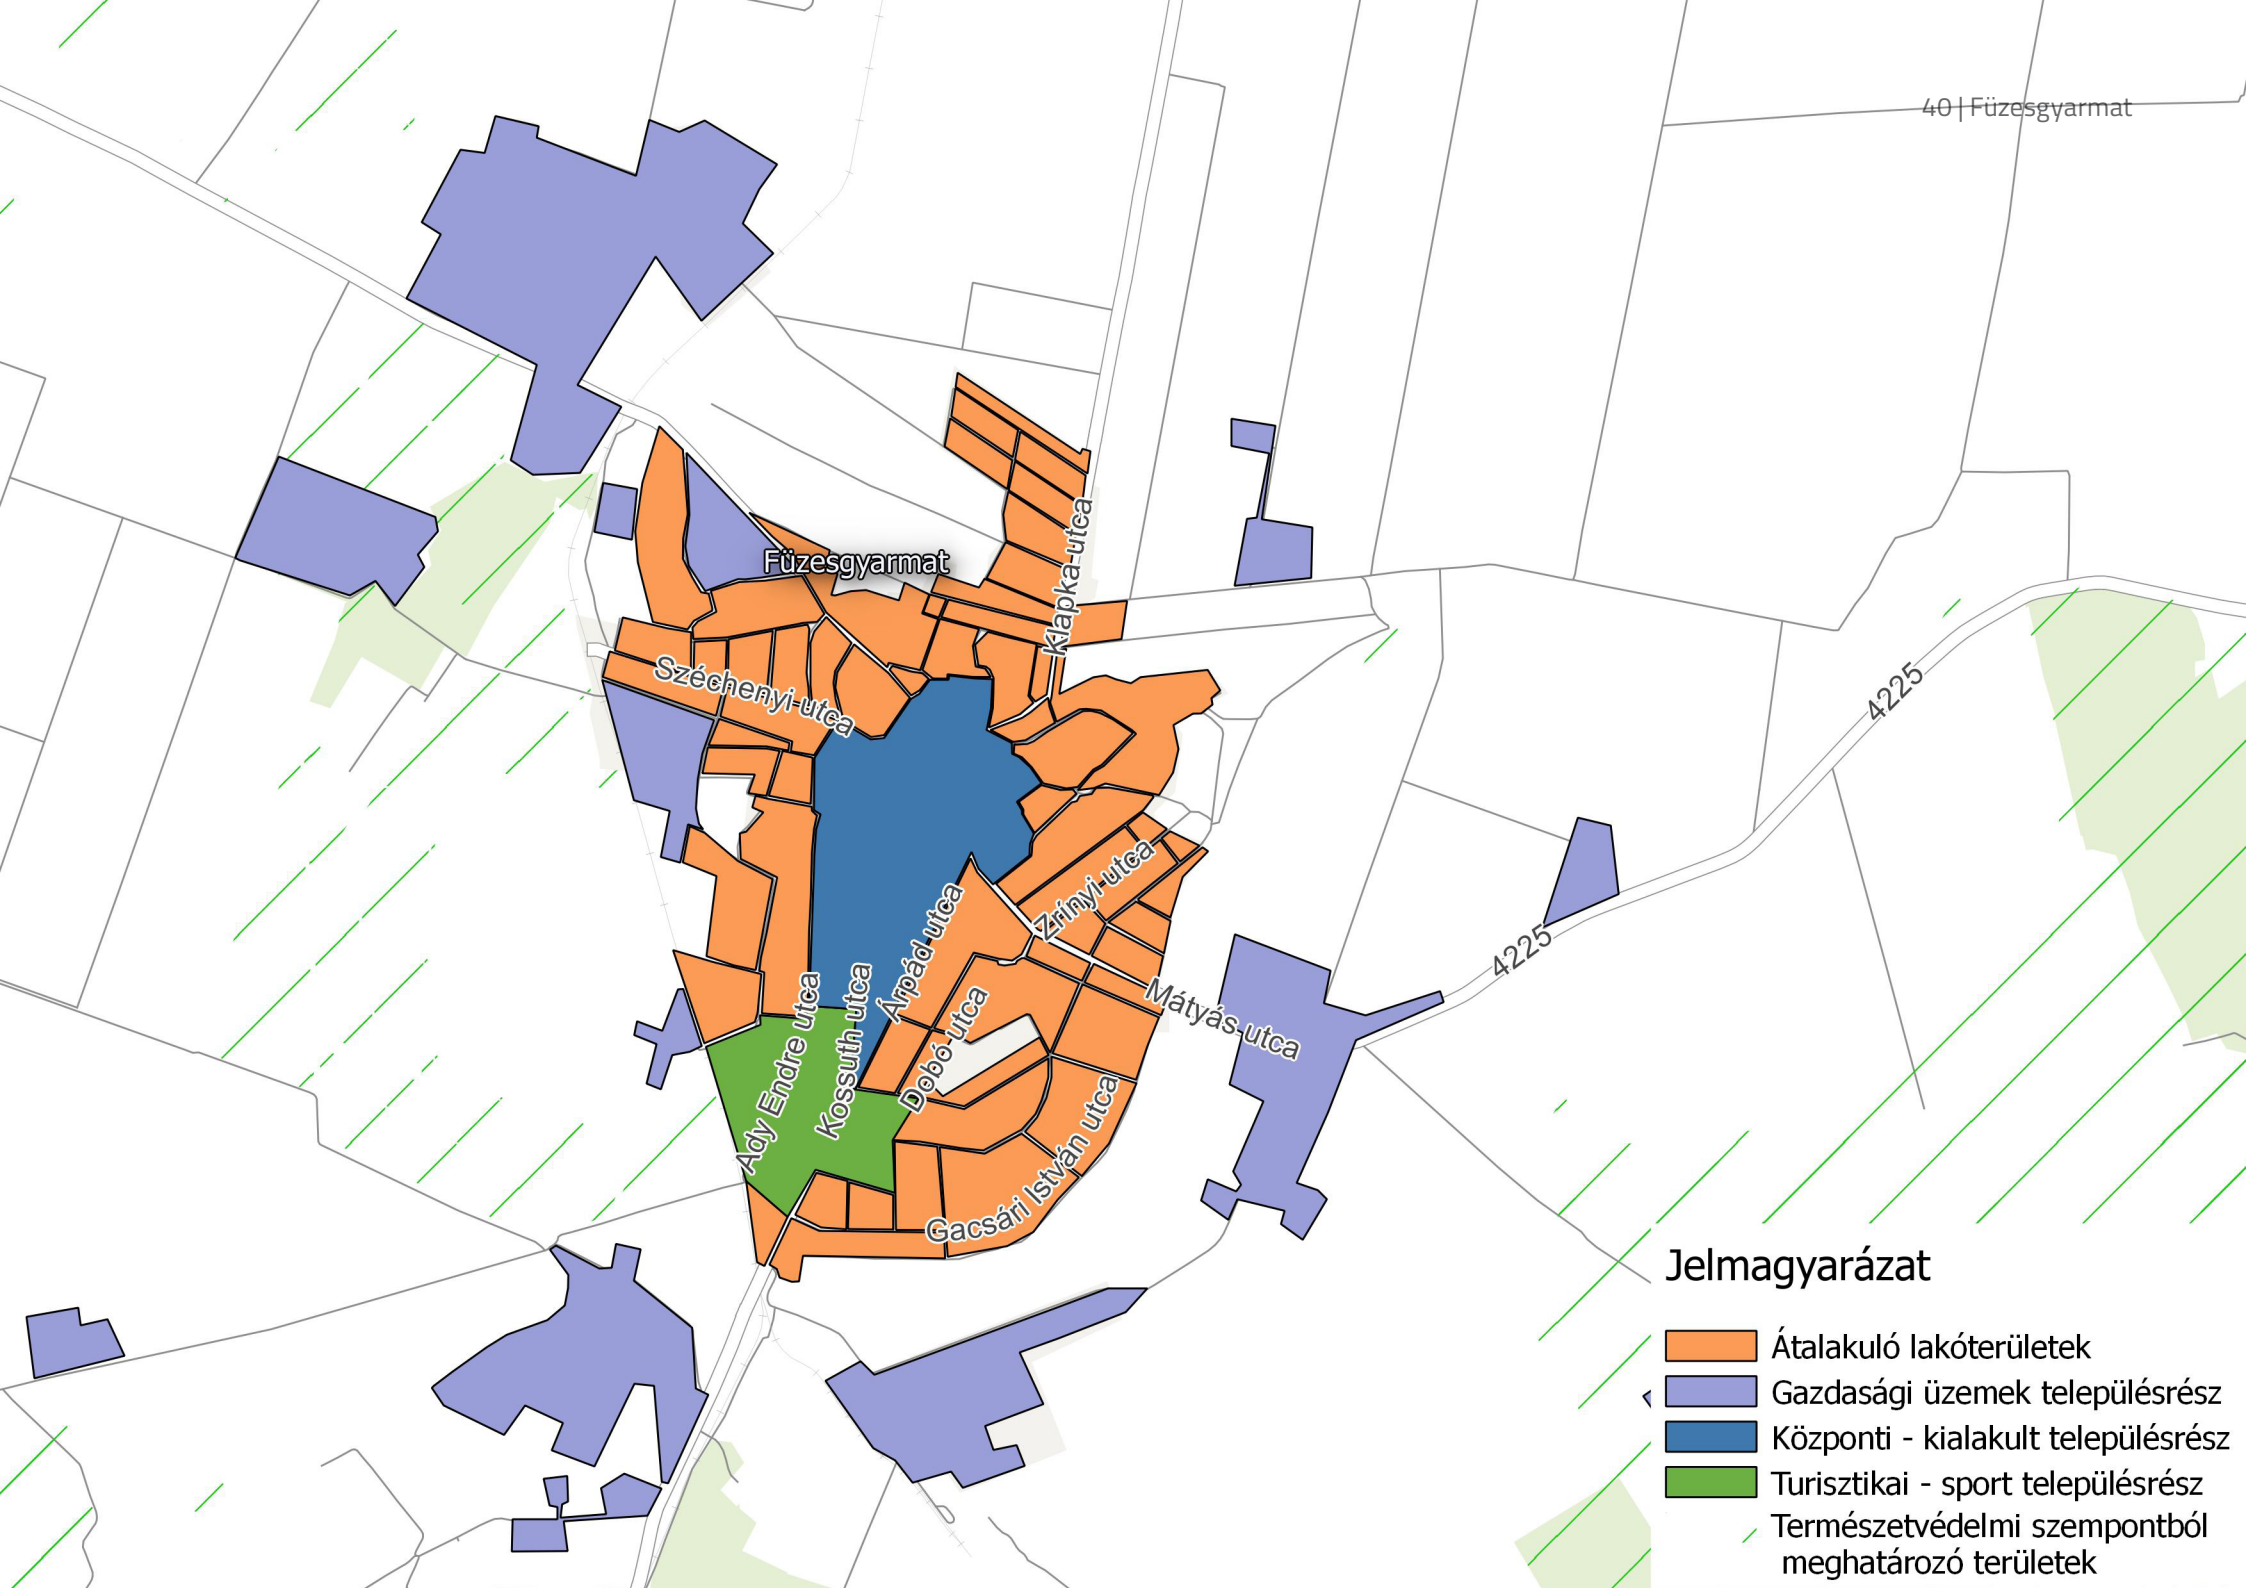 40 | Füzesgyarmat
Füzesgyarmat
Klapka utca
Széchenyi utca
4225
Zrínyi utca
Árpád utca
4225
Mátyás utca
Ady Endre utca
Kossuth utca
Dobó utca
Gacsári István utca
Jelmagyarázat
Átalakuló lakóterületek
Gazdasági üzemek településrész
Központi - kialakult településrész
Turisztikai - sport településrész
Természetvédelmi szempontból
meghatározó területek